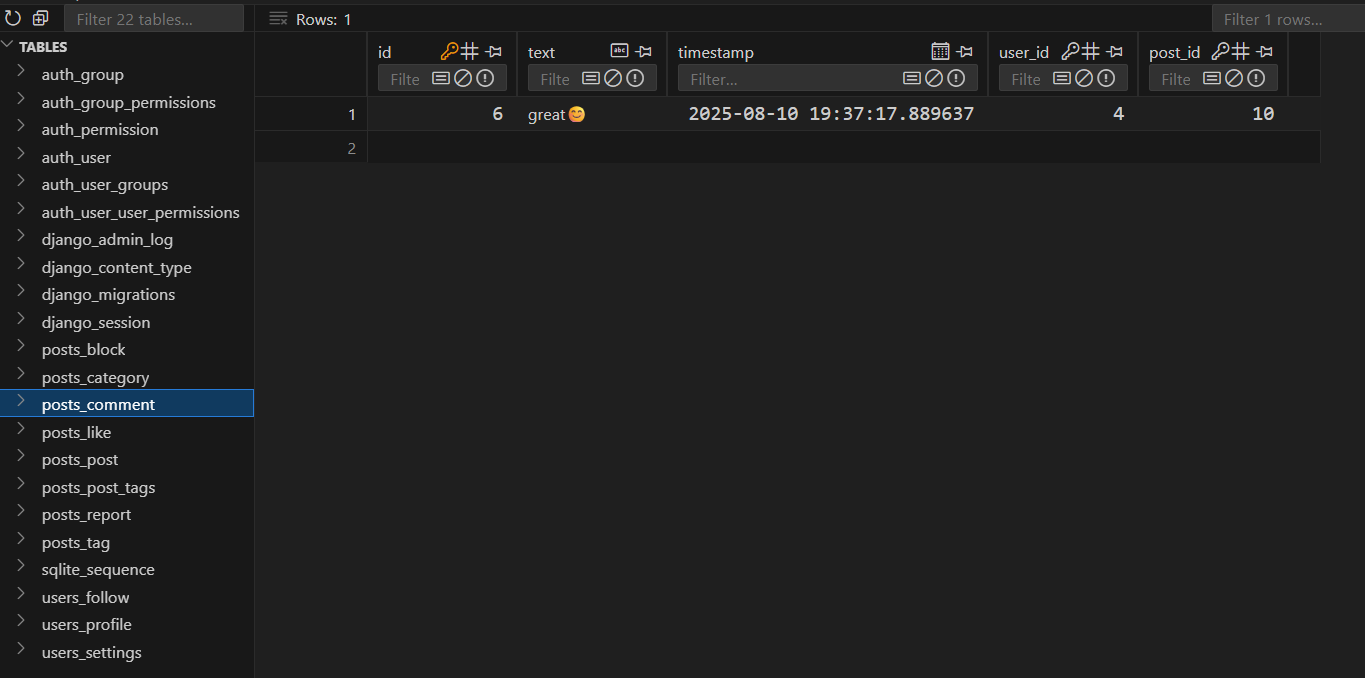 Filter 22 tables...
Rows: 1
Filter 1 rows...
TABLES
auth_group
auth_group_permissions
auth_permission
auth_user
auth_user_groups
auth_user_user_permissions
django_admin_log
django_content_type
django_migrations
django_session
posts_block
posts_category
posts_comment
posts_like
posts_post
posts_post_tags
posts_report
posts_tag
sqlite_sequence
users_follow
users_profile
users_settings
id text abc timestamp user_id post_id
Filte Filte Filter... Filte Filte
1 6 great😊 2025-08-10 19:37:17.889637 4 10
2